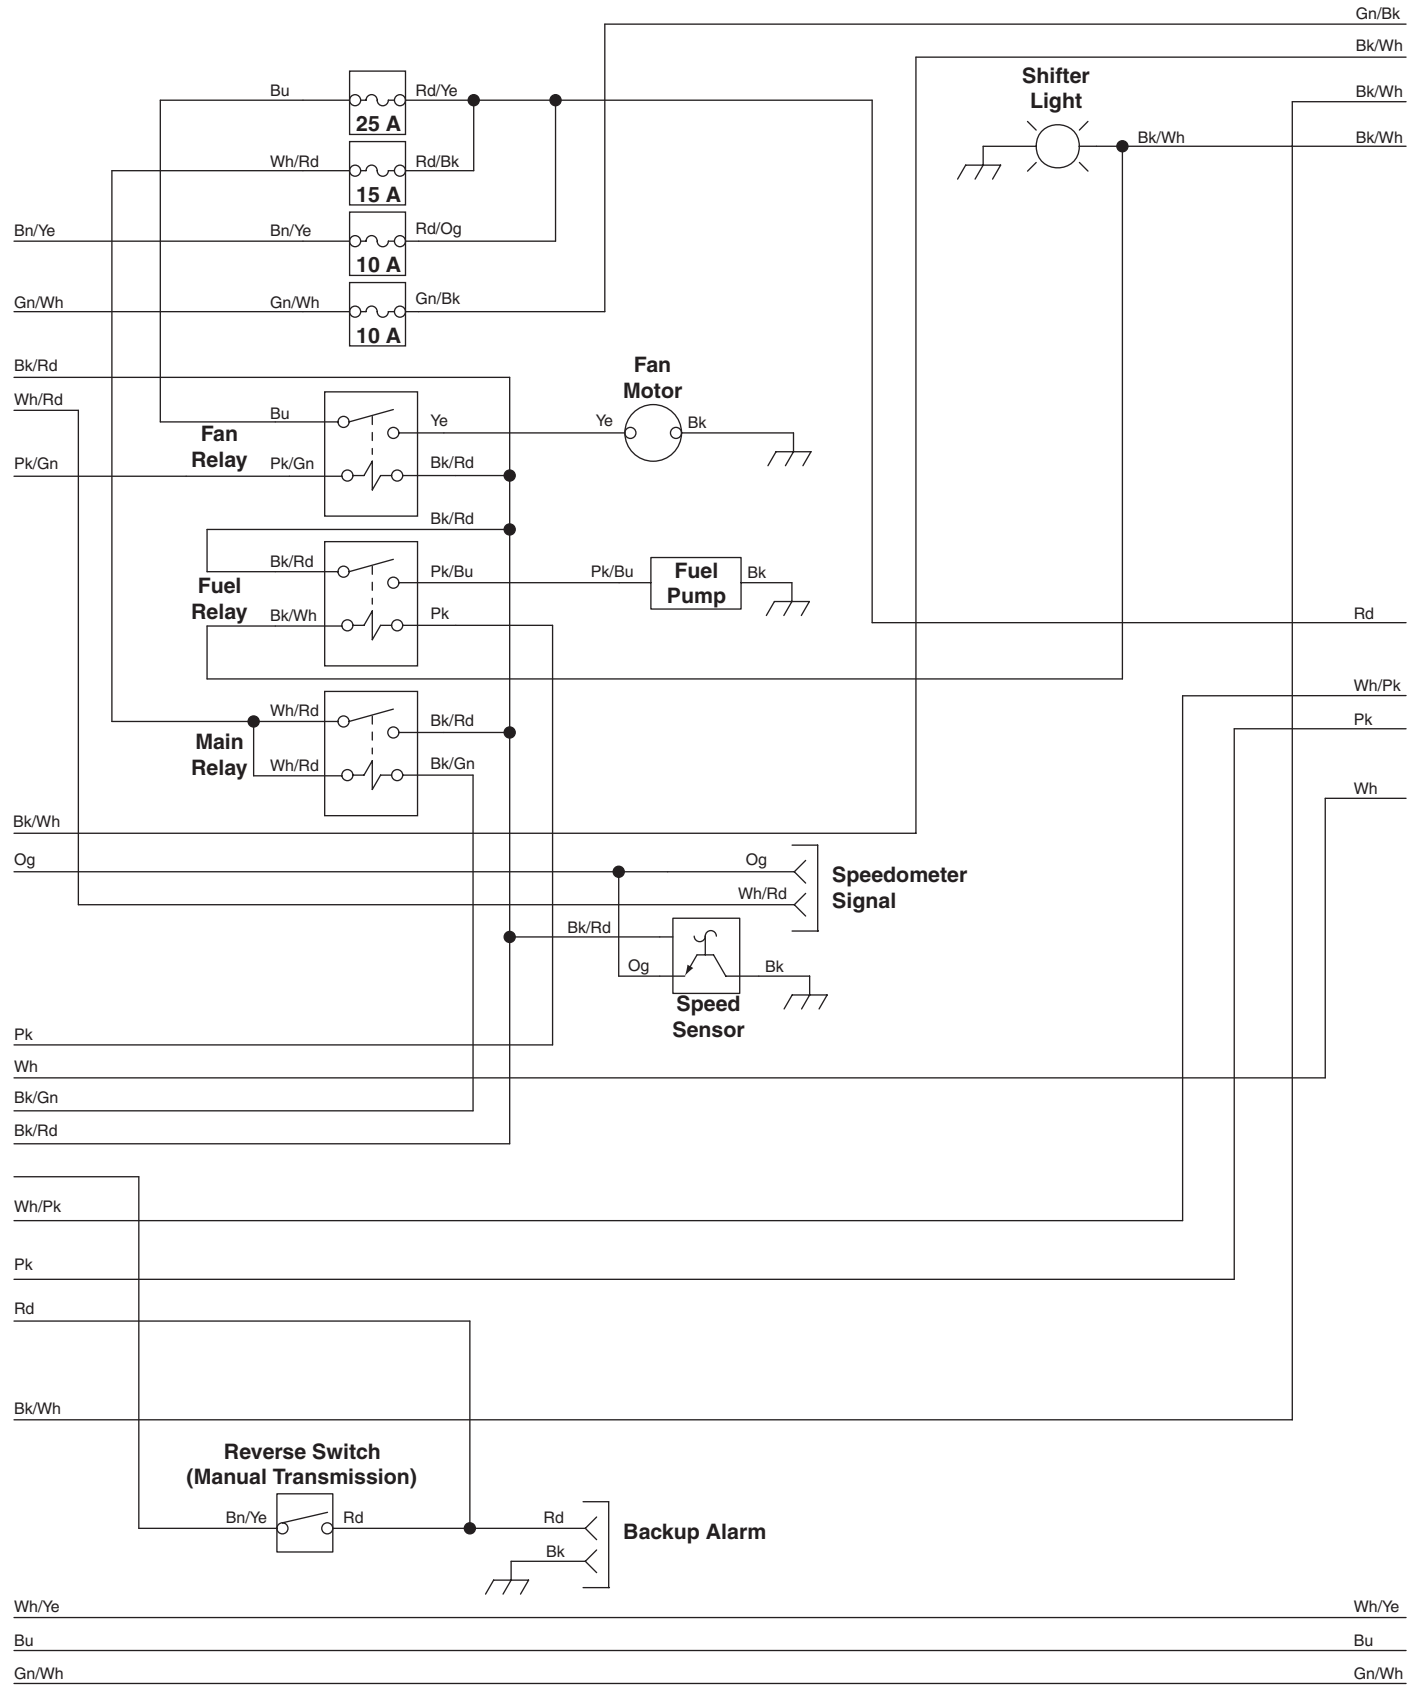 Gn/Bk
Bk/Wh
Shifter
Light
Bu
Rd/Ye
Bk/Wh
25 A
Bk/Wh
Bk/Wh
Wh/Rd
Rd/Bk
15 A
Bn/Ye
Bn/Ye
Rd/Og
10 A
Gn/Wh
Gn/Wh
Gn/Bk
10 A
Bk/Rd
Fan
Motor
Wh/Rd
Bu
Ye
Ye
Bk
Fan
Relay
Pk/Gn
Pk/Gn
Bk/Rd
Bk/Rd
Bk/Rd
Pk/Bu
Pk/Bu
Fuel
Pump
Bk
Fuel
Relay
Bk/Wh
Pk
Rd
Wh/Pk
Wh/Rd
Bk/Rd
Pk
Main
Relay
Wh/Rd
Bk/Gn
Wh
Bk/Wh
Og
Og
Speedometer
Signal
Wh/Rd
Bk/Rd
Og
Bk
Speed
Sensor
Pk
Wh
Bk/Gn
Bk/Rd
Wh/Pk
Pk
Rd
Bk/Wh
Reverse Switch
(Manual Transmission)
Bn/Ye
Rd
Rd
Backup Alarm
Bk
Wh/Ye
Wh/Ye
Bu
Bu
Gn/Wh
Gn/Wh